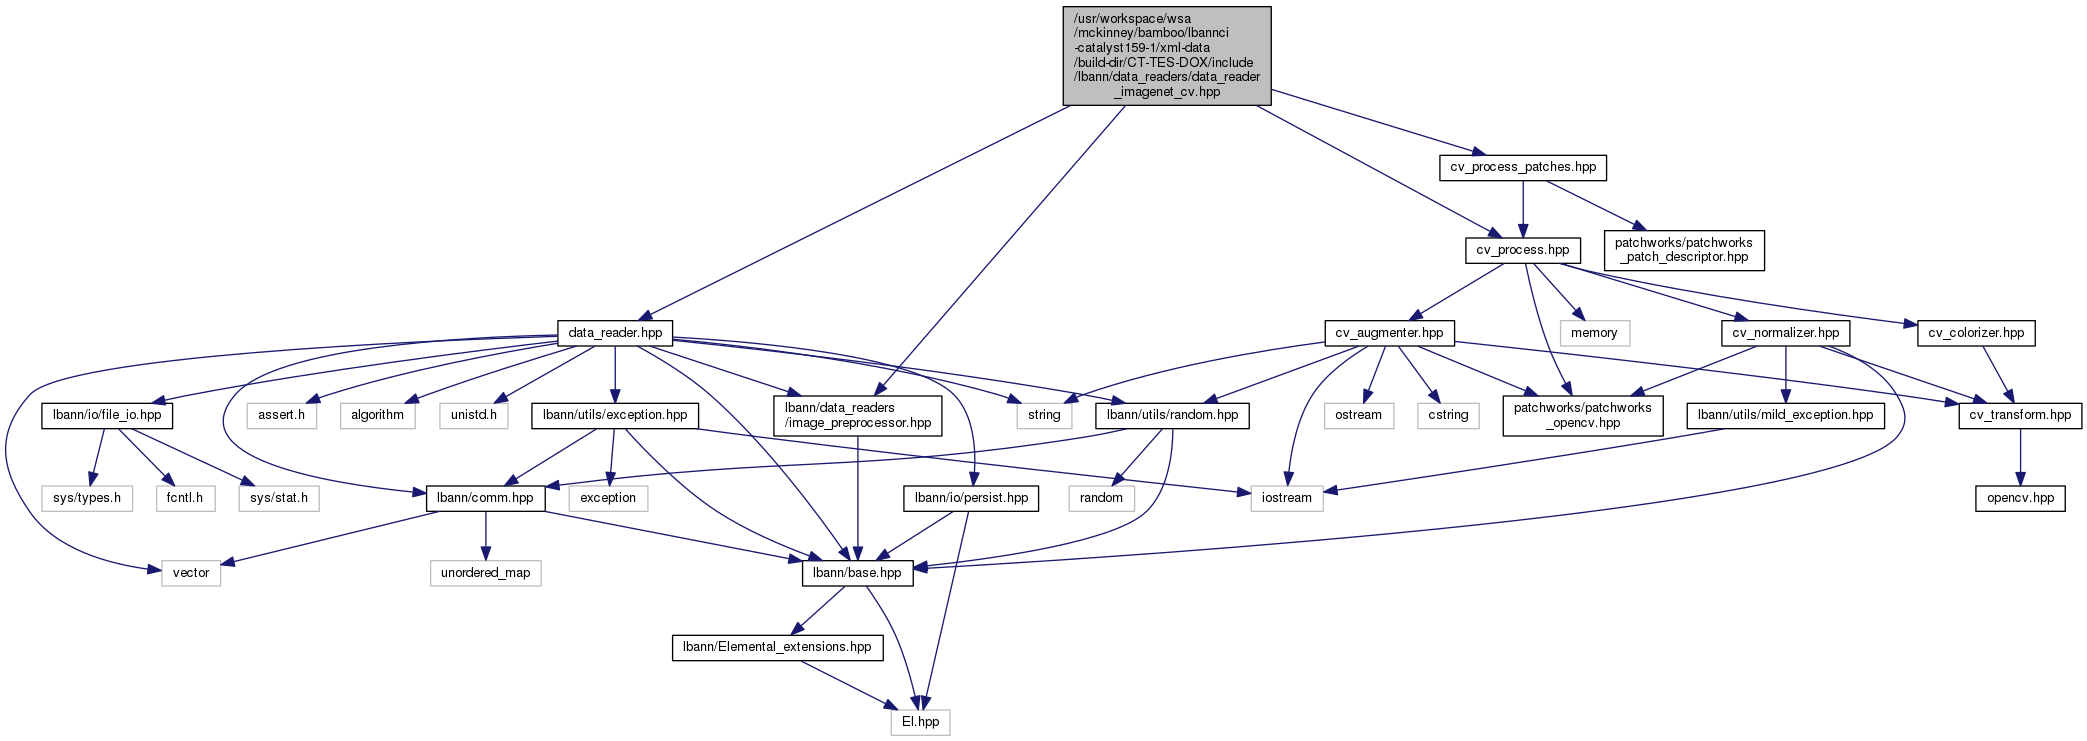 /usr/workspace/wsa
/mckinney/bamboo/lbannci
-catalyst159-1/xml-data
/build-dir/CT-TES-DOX/include
/lbann/data_readers/data_reader
_imagenet_cv.hpp
cv_process_patches.hpp
cv_process.hpp
patchworks/patchworks
_patch_descriptor.hpp
data_reader.hpp
cv_augmenter.hpp
memory
cv_normalizer.hpp
cv_colorizer.hpp
lbann/io/file_io.hpp
assert.h
algorithm
unistd.h
lbann/utils/exception.hpp
lbann/data_readers
/image_preprocessor.hpp
string
lbann/utils/random.hpp
ostream
cstring
patchworks/patchworks
_opencv.hpp
lbann/utils/mild_exception.hpp
cv_transform.hpp
sys/types.h
fcntl.h
sys/stat.h
lbann/comm.hpp
exception
lbann/io/persist.hpp
random
iostream
opencv.hpp
vector
unordered_map
lbann/base.hpp
lbann/Elemental_extensions.hpp
El.hpp